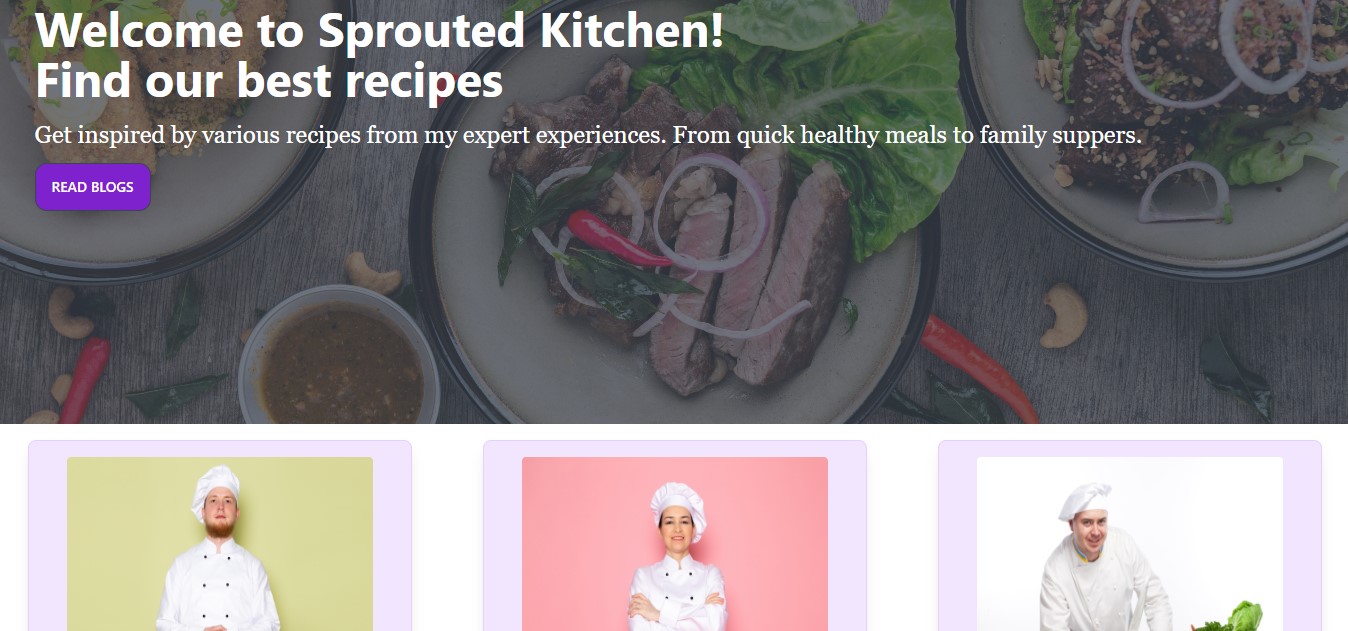 Welcome to Sprouted Kitchen!
Find our best recipes
Get inspired by various recipes from my expert experiences. From quick healthy meals to family suppers.
READ BLOGS